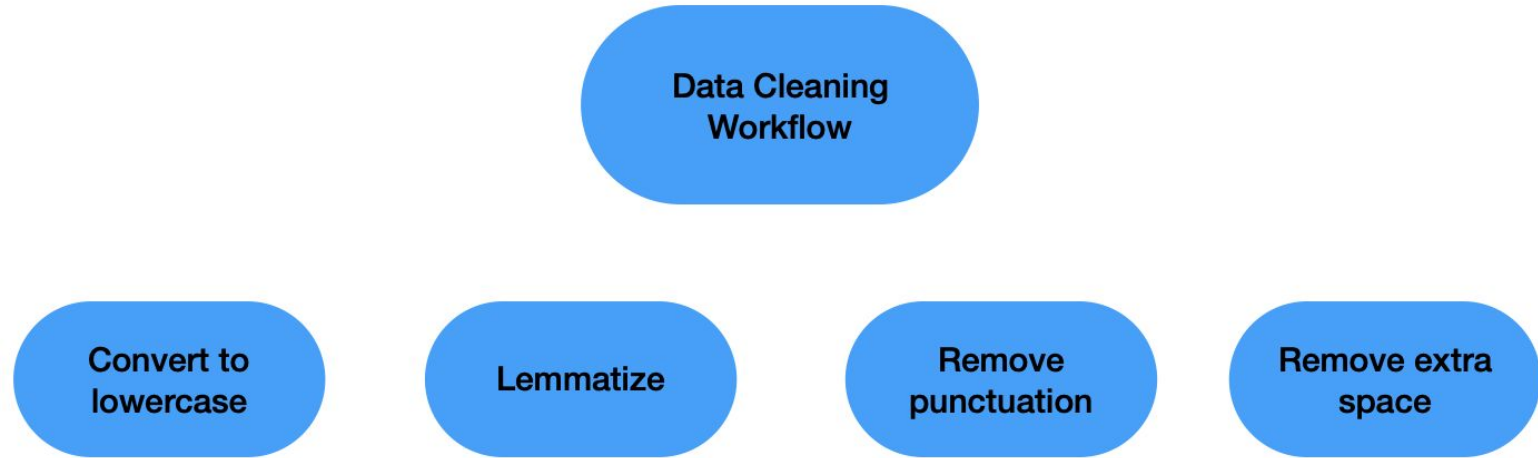 Data Cleaning
Workflow
Convert to
lowercase
Lemmatize
Remove
punctuation
Remove extra
space